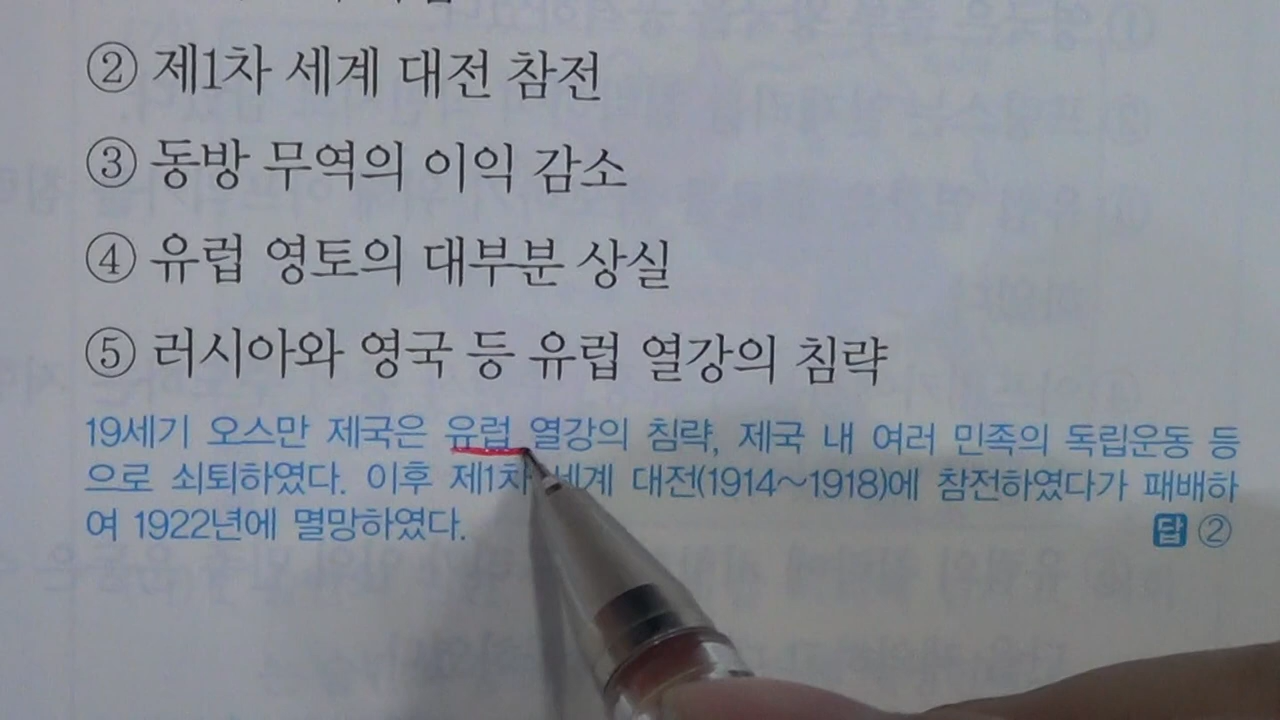 ② 제1차 세계 대전 참전
③ 동방 무역의 이익 감소
④ 유럽 영토의 대부분 상실
⑤ 러시아와 영국 등 유럽 열강의 침략
19세기 오스만 제국은 유럽 열강의 침략, 제국 내 여러 민족의 독립운동 등
으로 쇠퇴하였다. 이후 제1차 세계 대전(1914~1918)에 참전하였다가 패배하
여 1922년에 멸망하였다. 답 ②